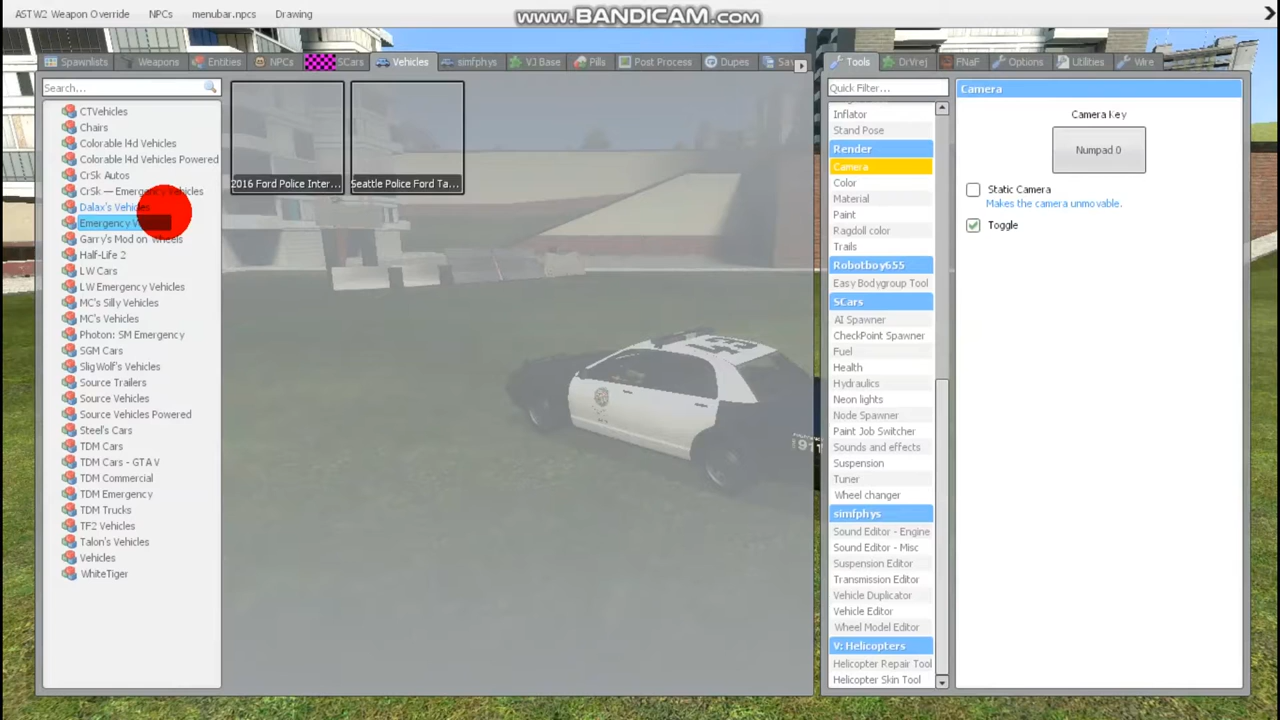 ASTW2 Weapon Override NPCs menubar.npcs Drawing
www.BANDICAM.com
Spawnlists Weapons Entities NPCs SCars Vehicles simfphys VJ Base Pills Post Process Dupes
Tools DrVrej FNaF Options Utilities Wire
Search...
CTVehicles
Chairs
Colorable Hd Vehicles
Colorable Hd Vehicles Powered
CrSk Autos
CrSk — Emergency Vehicles
Dalax's Vehicles
Emergency
Garry's Mod on Wheels
Half-Life 2
LW Cars
LW Emergency Vehicles
MC's Silly Vehicles
MC's Vehicles
Photon: SM Emergency
SGM Cars
SligWolf's Vehicles
Source Trailers
Source Vehicles
Source Vehicles Powered
Steel's Cars
TDM Cars
TDM Cars - GTA V
TDM Commercial
TDM Emergency
TDM Trucks
TF2 Vehicles
Talon's Vehicles
Vehicles
WhiteTiger
2016 Ford Police Inter...
Seattle Police Ford Ta...
911
Quick Filter...
Inflator
Stand Pose
Render
Camera
Color
Material
Paint
Ragdoll color
Trails
Robotboy655
Easy Bodygroup Tool
SCars
AI Spawner
CheckPoint Spawner
Fuel
Health
Hydraulics
Neon lights
Node Spawner
Paint Job Switcher
Sounds and effects
Suspension
Tuner
Wheel changer
simfphys
Sound Editor - Engine
Sound Editor - Misc
Suspension Editor
Transmission Editor
Vehicle Duplicator
Vehicle Editor
Wheel Model Editor
V: Helicopters
Helicopter Repair Tool
Helicopter Skin Tool
Camera
Camera Key
Numpad 0
Static Camera
Makes the camera unmovable.
Toggle